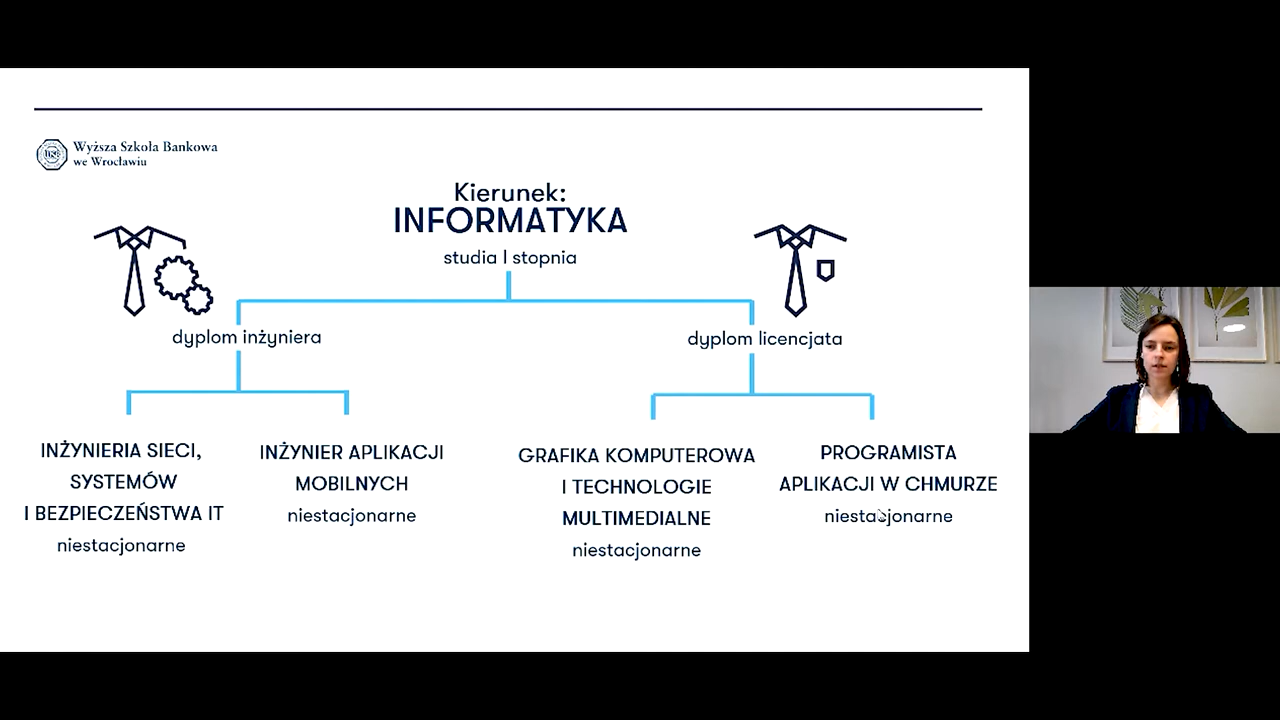 Wyższa Szkoła Bankowa
we Wrocławiu
Kierunek:
INFORMATYKA
studia I stopnia
dyplom inżyniera
dyplom licencjata
INŻYNIERIA SIECI,
SYSTEMÓW
I BEZPIECZEŃSTWA IT
niestacjonarne
INŻYNIER APLIKACJI
MOBILNYCH
niestacjonarne
GRAFIKA KOMPUTEROWA
I TECHNOLOGIE
MULTIMEDIALNE
niestacjonarne
PROGRAMISTA
APLIKACJI W CHMURZE
niestacjonarne